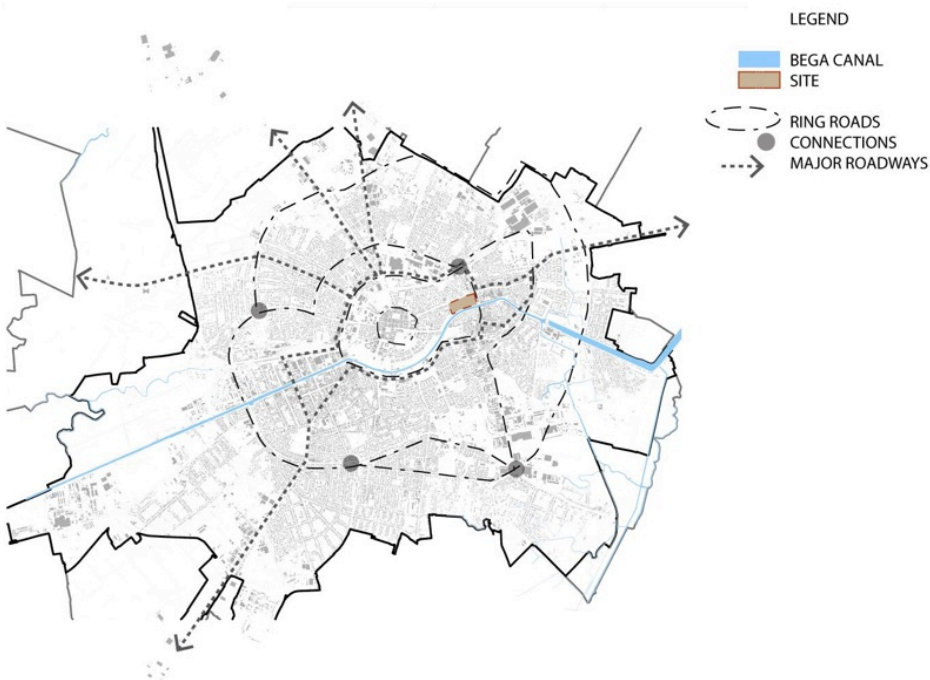 LEGEND
BEGA CANAL
SITE
RING ROADS
CONNECTIONS
MAJOR ROADWAYS